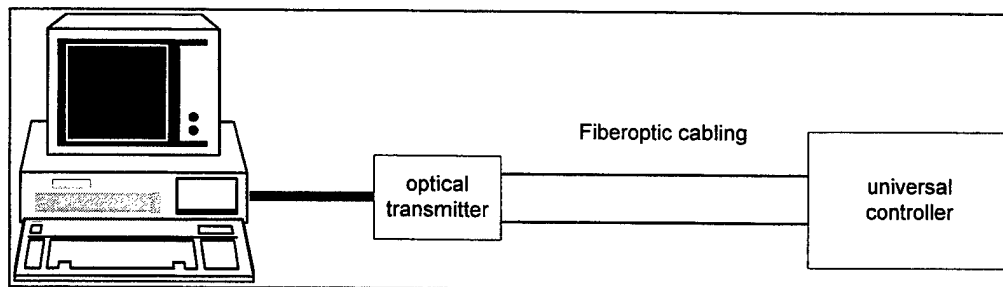 Fiberoptic cabling
optical
transmitter
universal
controller